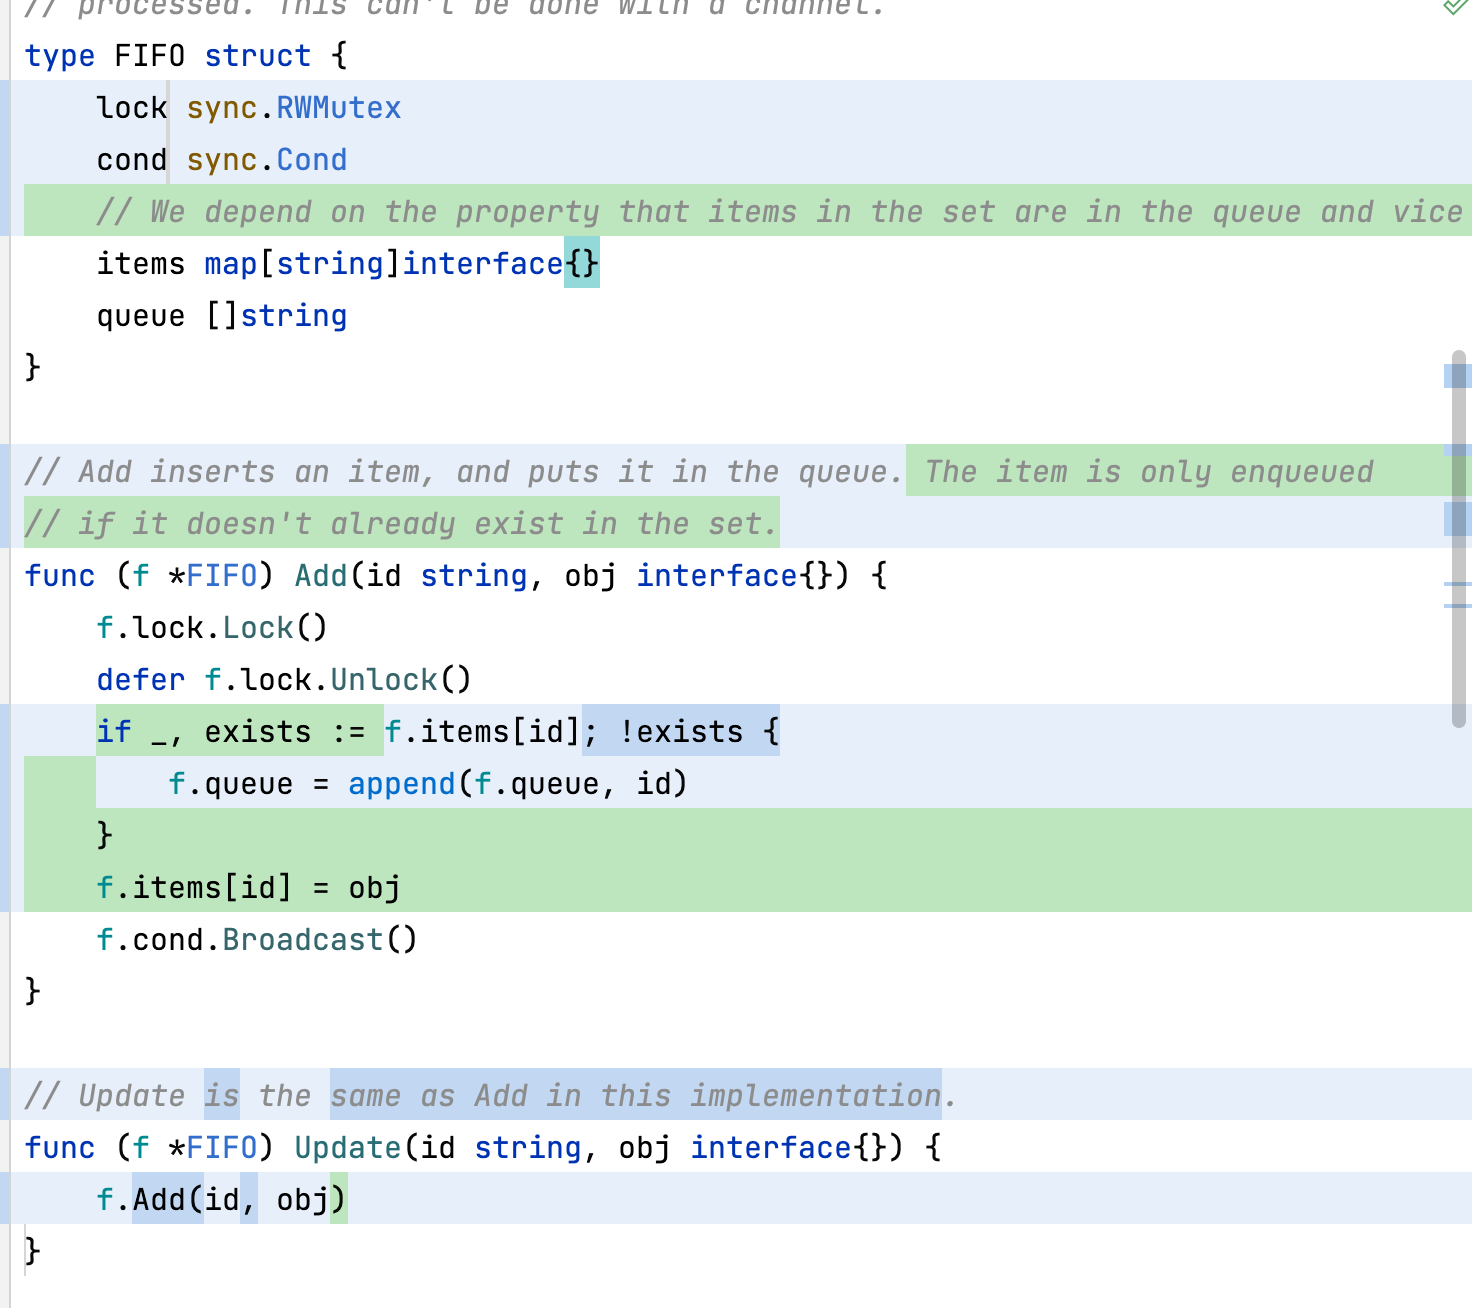 // processed. This can't be done with a channel.
type FIFO struct {
    lock sync.RWMutex
    cond sync.Cond
    // We depend on the property that items in the set are in the queue and vice
    items map[string]interface{}
    queue []string
}
// Add inserts an item, and puts it in the queue. The item is only enqueued
// if it doesn't already exist in the set.
func (f *FIFO) Add(id string, obj interface{}) {
    f.lock.Lock()
    defer f.lock.Unlock()
    if _, exists := f.items[id]; !exists {
        f.queue = append(f.queue, id)
    }
    f.items[id] = obj
    f.cond.Broadcast()
}
// Update is the same as Add in this implementation.
func (f *FIFO) Update(id string, obj interface{}) {
    f.Add(id, obj)
}